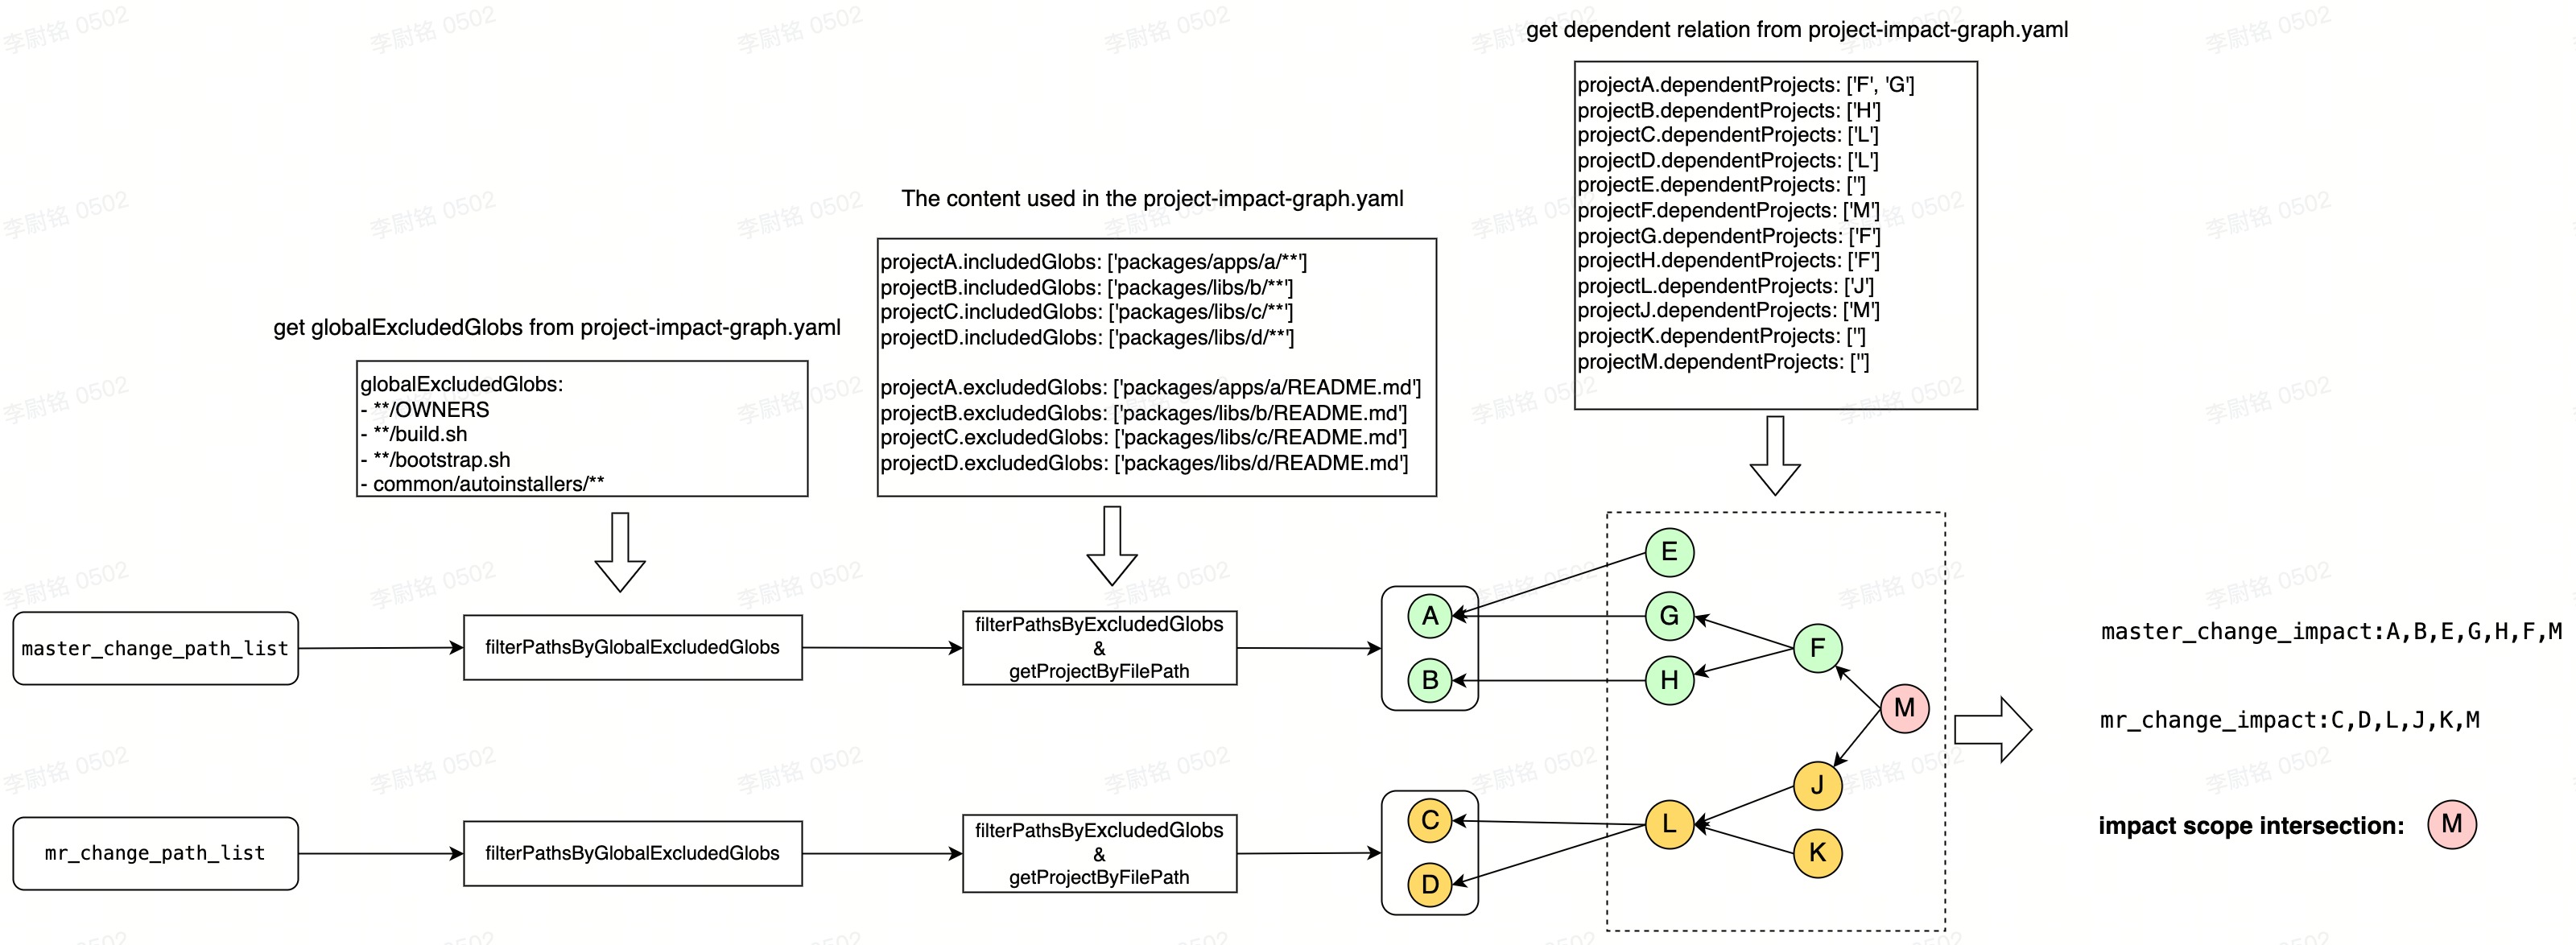 get dependent relation from project-impact-graph.yaml
projectA.dependentProjects: ['F', 'G']
projectB.dependentProjects: ['H']
projectC.dependentProjects: ['L']
projectD.dependentProjects: ['L']
projectE.dependentProjects: ['']
projectF.dependentProjects: ['M']
projectG.dependentProjects: ['F']
projectH.dependentProjects: ['F']
projectL.dependentProjects: ['J']
projectJ.dependentProjects: ['M']
projectK.dependentProjects: ['']
projectM.dependentProjects: ['']
The content used in the project-impact-graph.yaml
projectA.includedGlobs: ['packages/apps/a/**']
projectB.includedGlobs: ['packages/libs/b/**']
projectC.includedGlobs: ['packages/libs/c/**']
projectD.includedGlobs: ['packages/libs/d/**']
projectA.excludedGlobs: ['packages/apps/a/README.md']
projectB.excludedGlobs: ['packages/libs/b/README.md']
projectC.excludedGlobs: ['packages/libs/c/README.md']
projectD.excludedGlobs: ['packages/libs/d/README.md']
get globalExcludedGlobs from project-impact-graph.yaml
globalExcludedGlobs:
- **/OWNERS
- **/build.sh
- **/bootstrap.sh
- common/autoinstallers/**
master_change_path_list
filterPathsByGlobalExcludedGlobs
filterPathsByExcludedGlobs
&
getProjectByFilePath
A
B
E
G
H
F
M
master_change_impact:A,B,E,G,H,F,M
mr_change_impact:C,D,L,J,K,M
impact scope intersection: M
mr_change_path_list
filterPathsByGlobalExcludedGlobs
filterPathsByExcludedGlobs
&
getProjectByFilePath
C
D
L
J
K
李尉铭 0502